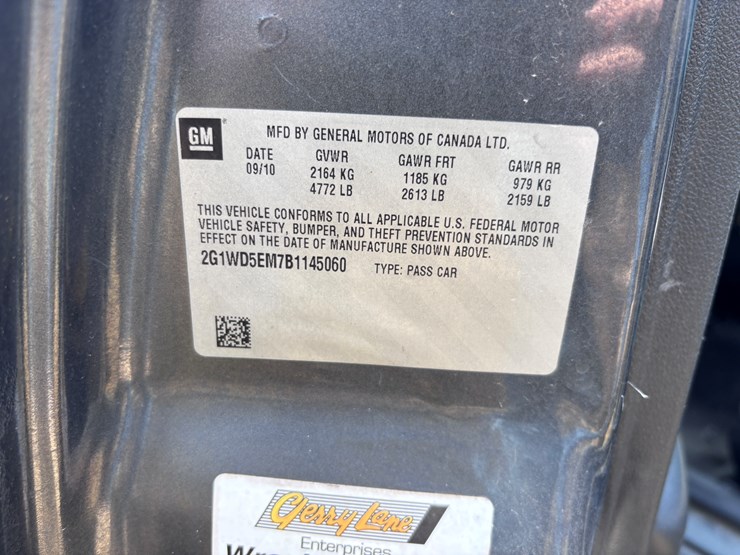 GM
MFD BY GENERAL MOTORS OF CANADA LTD.
DATE GVWR GAWR FRT GAWR RR
09/10 2164 KG 1185 KG 979 KG
4772 LB 2613 LB 2159 LB
THIS VEHICLE CONFORMS TO ALL APPLICABLE U.S. FEDERAL MOTOR
VEHICLE SAFETY, BUMPER, AND THEFT PREVENTION STANDARDS IN
EFFECT ON THE DATE OF MANUFACTURE SHOWN ABOVE.
2G1WD5EM7B1145060 TYPE: PASS CAR
Gerry Lane
Enterprises